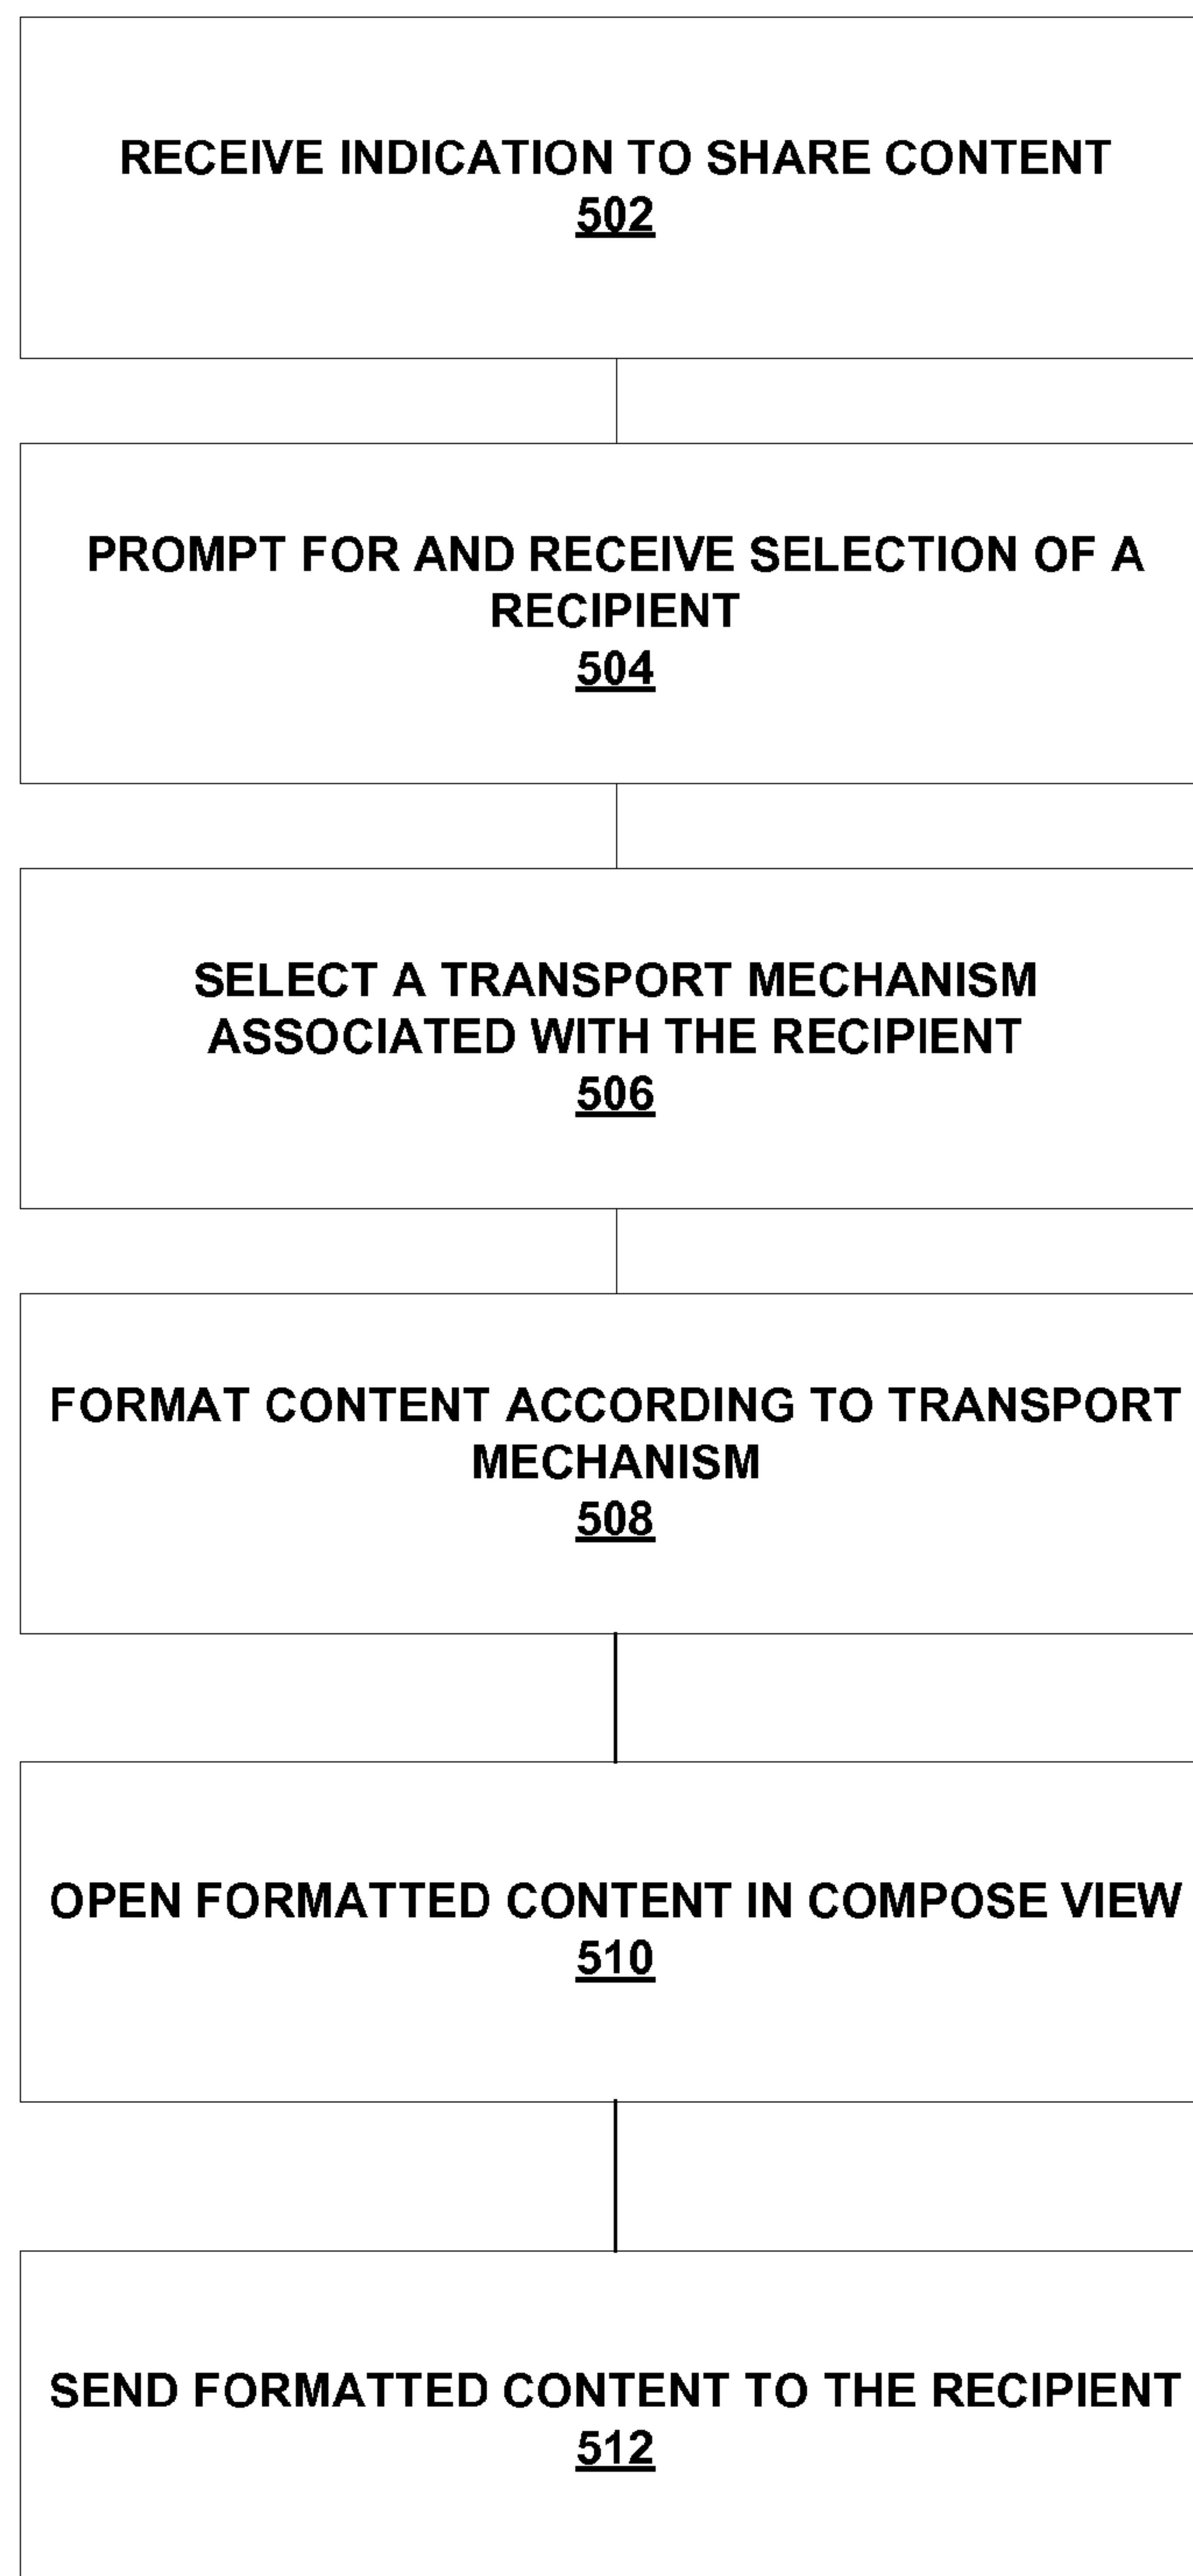 RECEIVE INDICATION TO SHARE CONTENT
502
PROMPT FOR AND RECEIVE SELECTION OF A
RECIPIENT
504
SELECT A TRANSPORT MECHANISM
ASSOCIATED WITH THE RECIPIENT
506
FORMAT CONTENT ACCORDING TO TRANSPORT
MECHANISM
508
OPEN FORMATTED CONTENT IN COMPOSE VIEW
510
SEND FORMATTED CONTENT TO THE RECIPIENT
512